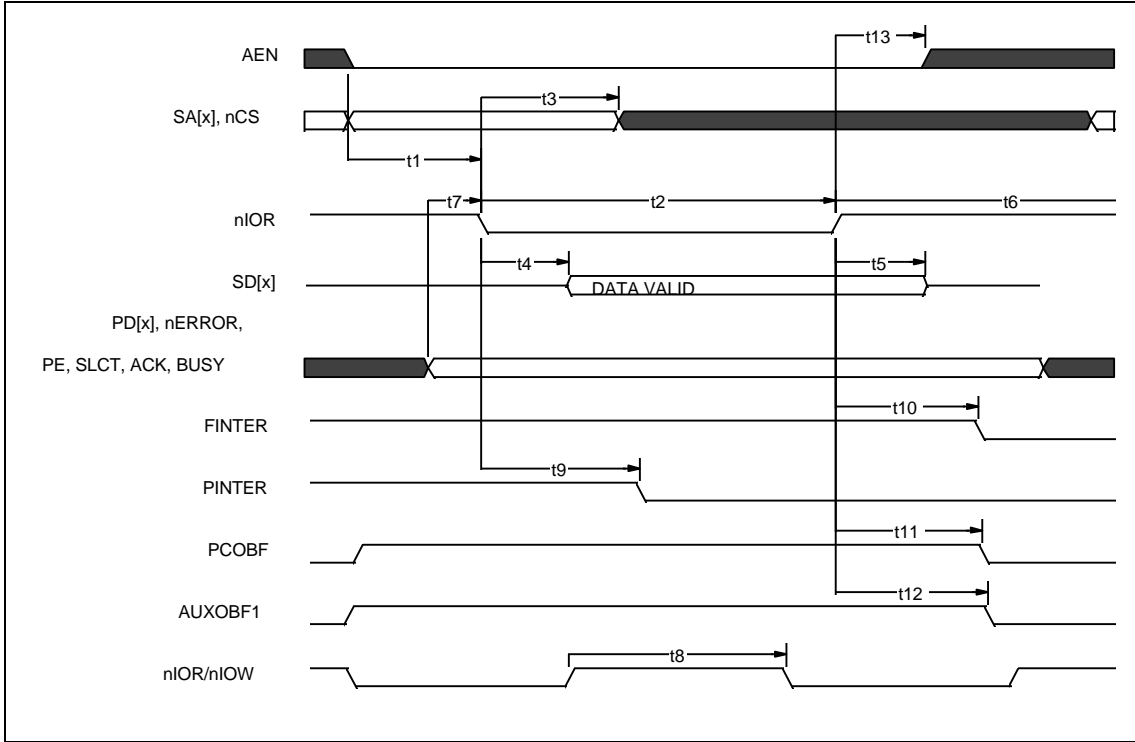 AEN
t13
t3
SA[x], nCS
t1
t7
t2
t6
nIOR
t4
t5
SD[x]
DATA VALID
PD[x], nERROR,
PE, SLCT, ACK, BUSY
t10
FINTER
t9
PINTER
t11
PCOBF
t12
AUXOBF1
t8
nIOR/nIOW